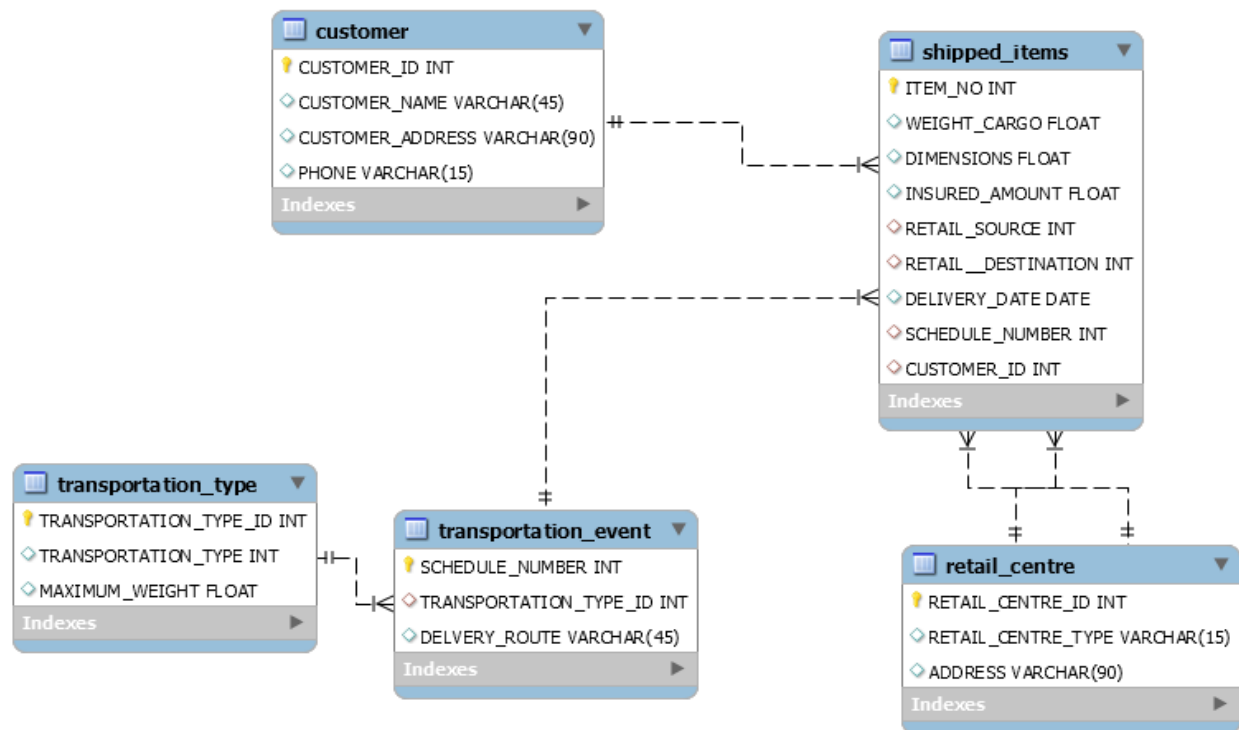 customer
CUSTOMER_ID INT
CUSTOMER_NAME VARCHAR(45)
CUSTOMER_ADDRESS VARCHAR(90)
PHONE VARCHAR(15)
Indexes
shipped_items
ITEM_NO INT
WEIGHT_CARGO FLOAT
DIMENSIONS FLOAT
INSURED_AMOUNT FLOAT
RETAIL_SOURCE INT
RETAIL__DESTINATION INT
DELIVERY_DATE DATE
SCHEDULE_NUMBER INT
CUSTOMER_ID INT
Indexes
transportation_type
TRANSPORTATION_TYPE_ID INT
TRANSPORTATION_TYPE INT
MAXIMUM_WEIGHT FLOAT
Indexes
transportation_event
SCHEDULE_NUMBER INT
TRANSPORTATION_TYPE_ID INT
DELVERY_ROUTE VARCHAR(45)
Indexes
retail_centre
RETAIL_CENTRE_ID INT
RETAIL_CENTRE_TYPE VARCHAR(15)
ADDRESS VARCHAR(90)
Indexes